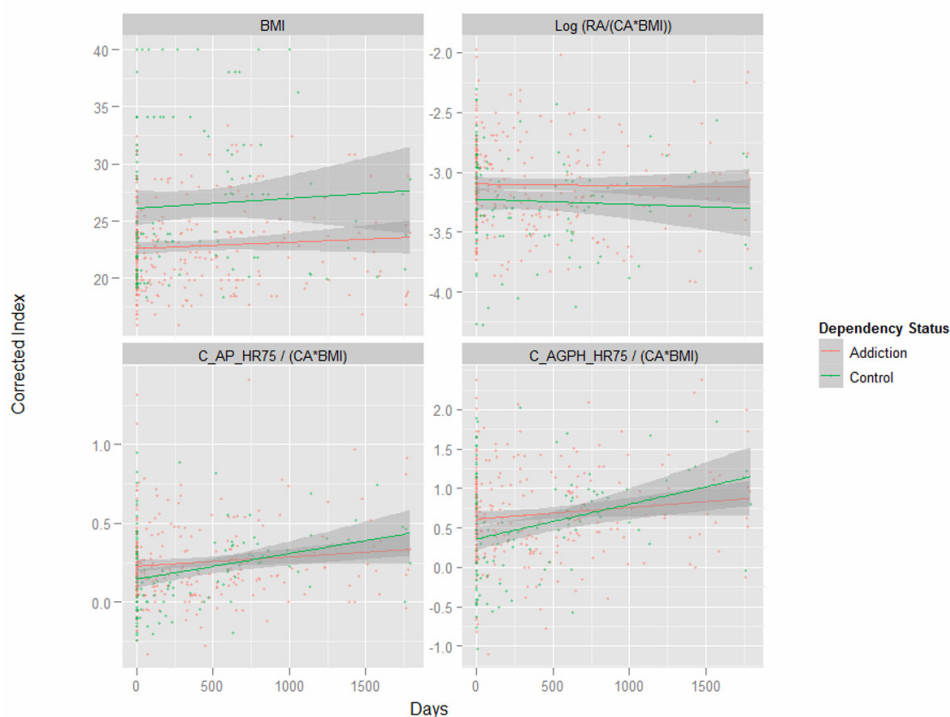 BMI
Log (RA/(CA*BMI))
40
35
30
25
20
-2.0
-2.5
-3.0
-3.5
-4.0
C_AP_HR75 / (CA*BMI)
C_AGPH_HR75 / (CA*BMI)
1.0
0.5
0.0
2.0
1.5
1.0
0.5
0.0
-0.5
-1.0
0 500 1000 1500
0 500 1000 1500
Days
Corrected Index
Dependency Status
Addiction
Control